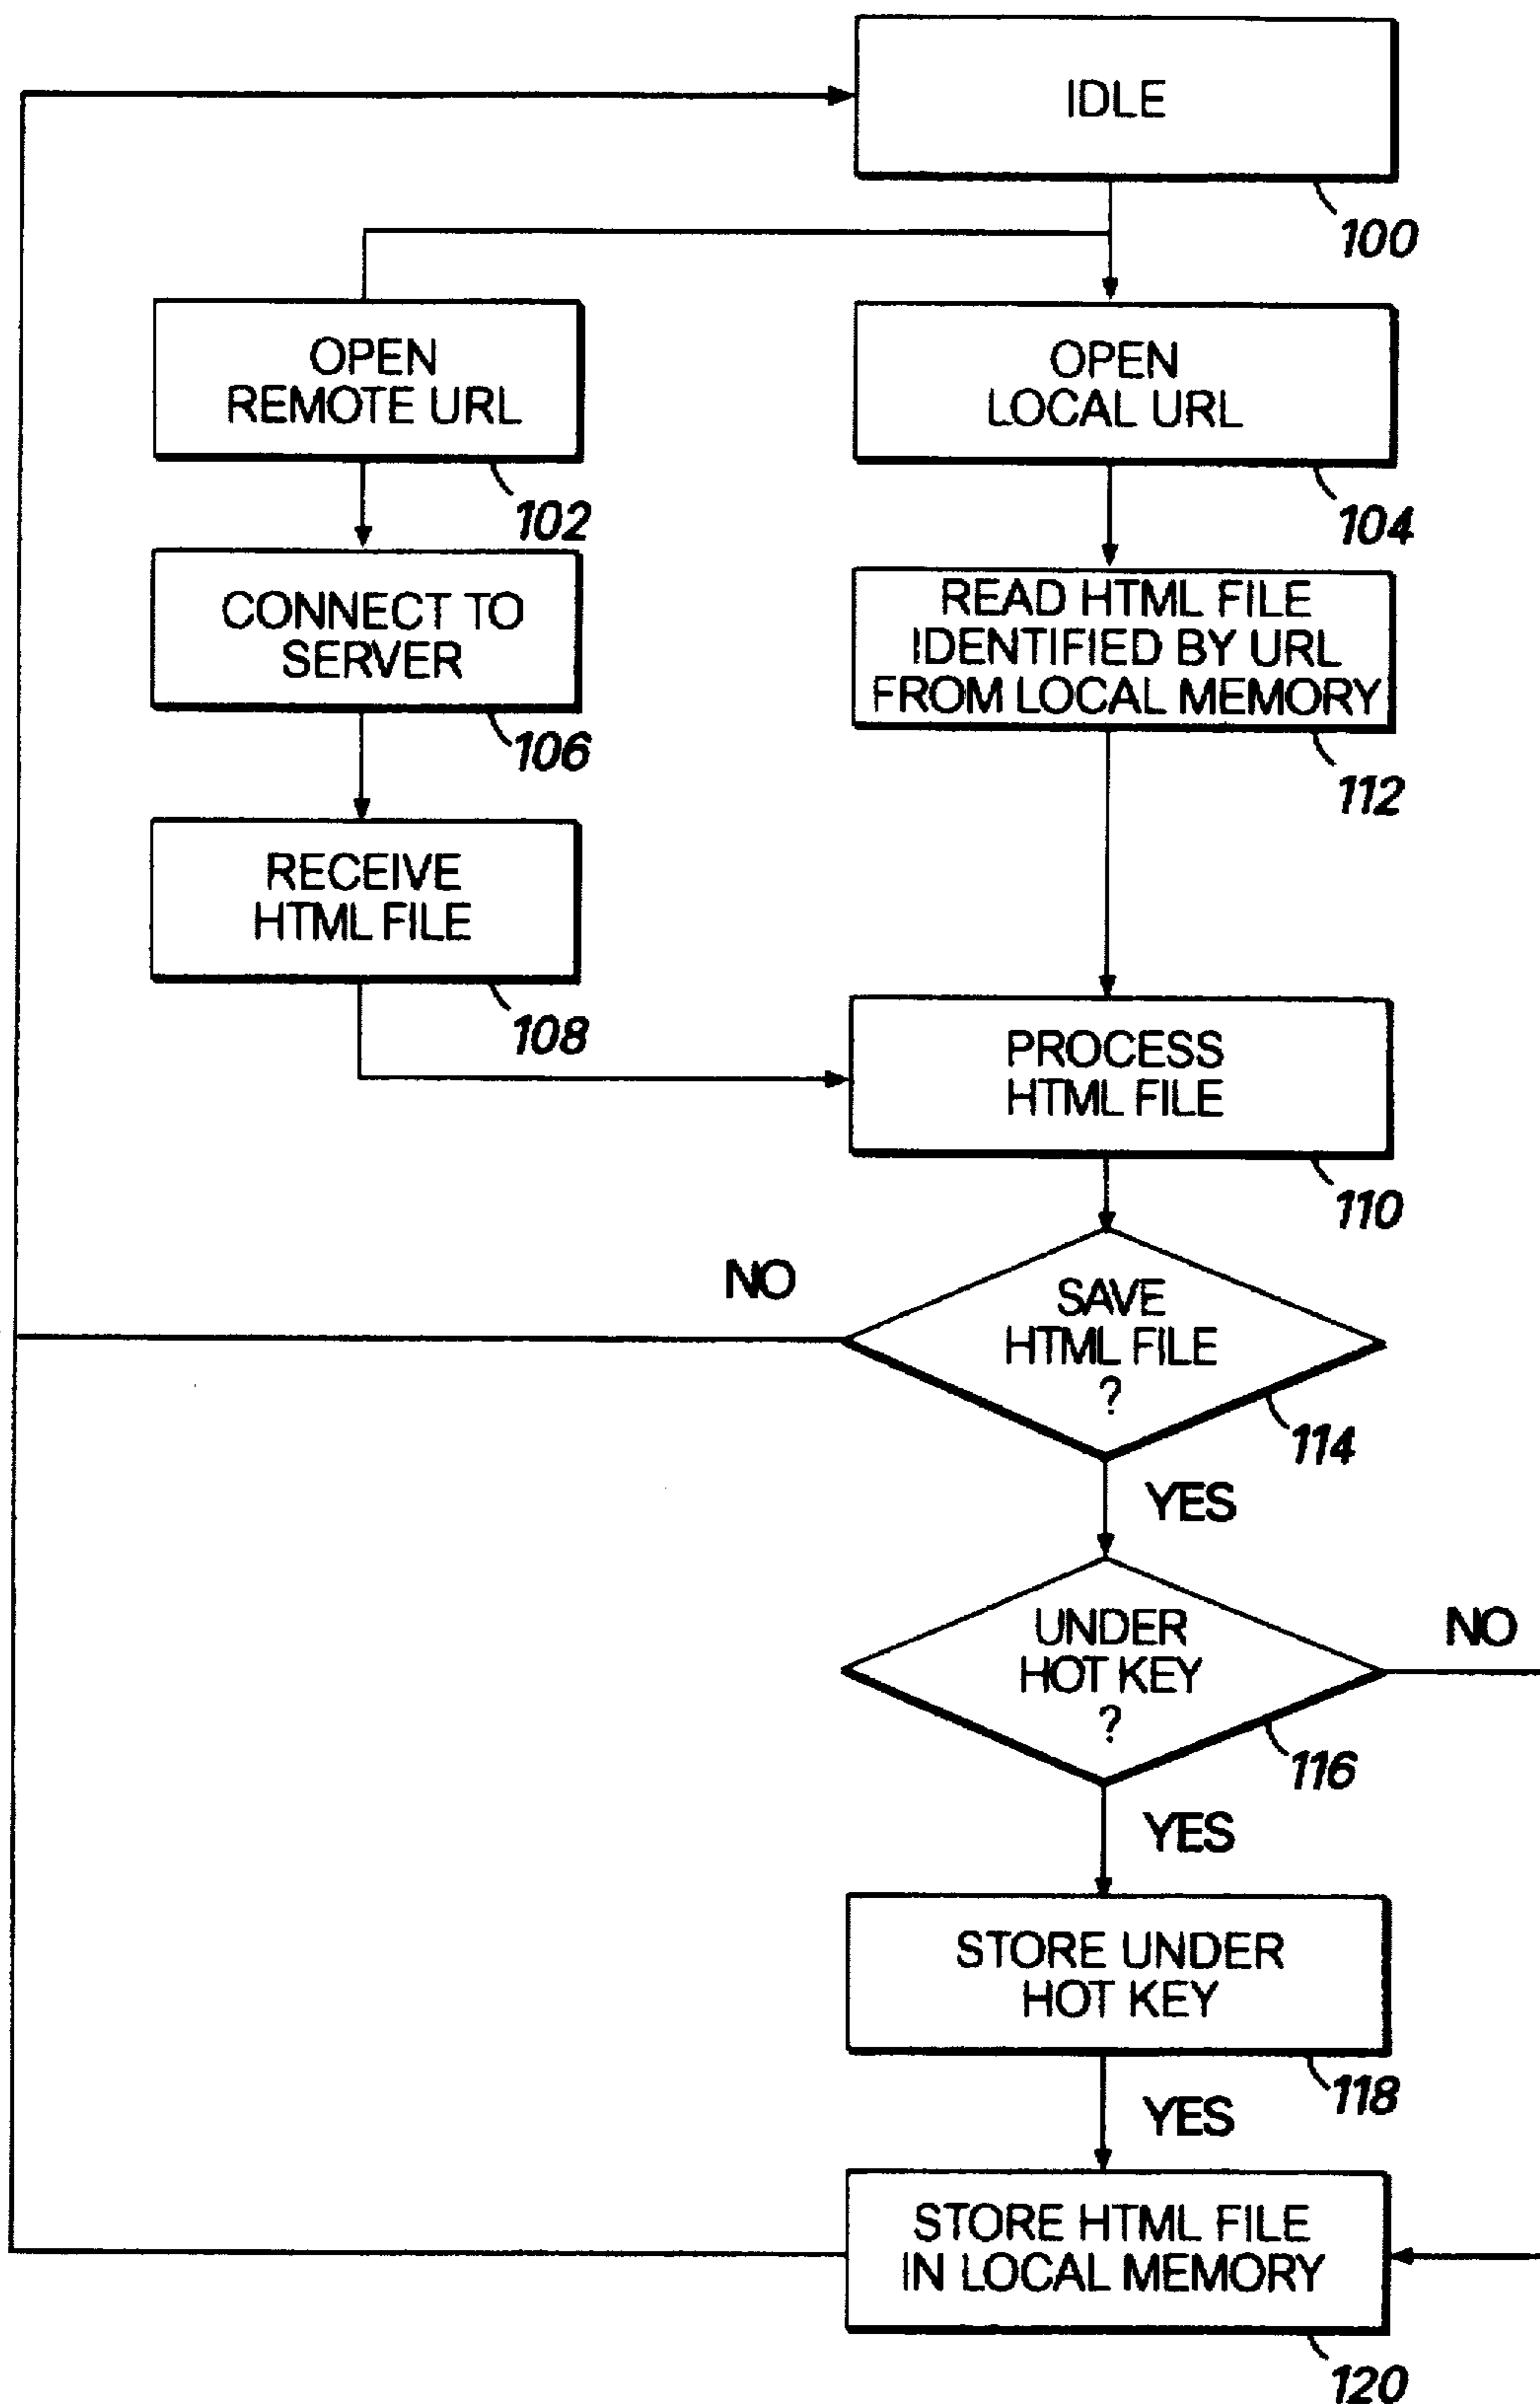 IDLE
100
OPEN
REMOTE URL
102
OPEN
LOCAL URL
104
CONNECT TO
SERVER
106
READ HTML FILE
IDENTIFIED BY URL
FROM LOCAL MEMORY
112
RECEIVE
HTML FILE
108
PROCESS
HTML FILE
110
NO
SAVE
HTML FILE
?
114
YES
UNDER
HOT KEY
?
NO
116
YES
STORE UNDER
HOT KEY
118
YES
STORE HTML FILE
IN LOCAL MEMORY
120